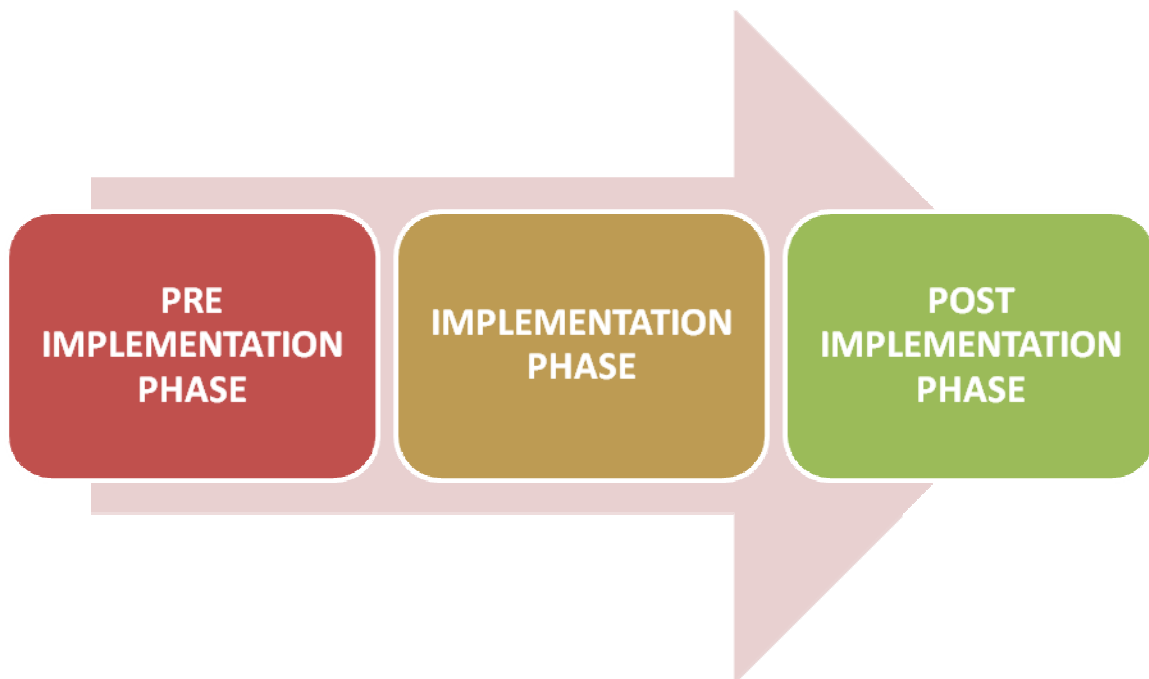 PRE
IMPLEMENTATION
PHASE
IMPLEMENTATION
PHASE
POST
IMPLEMENTATION
PHASE